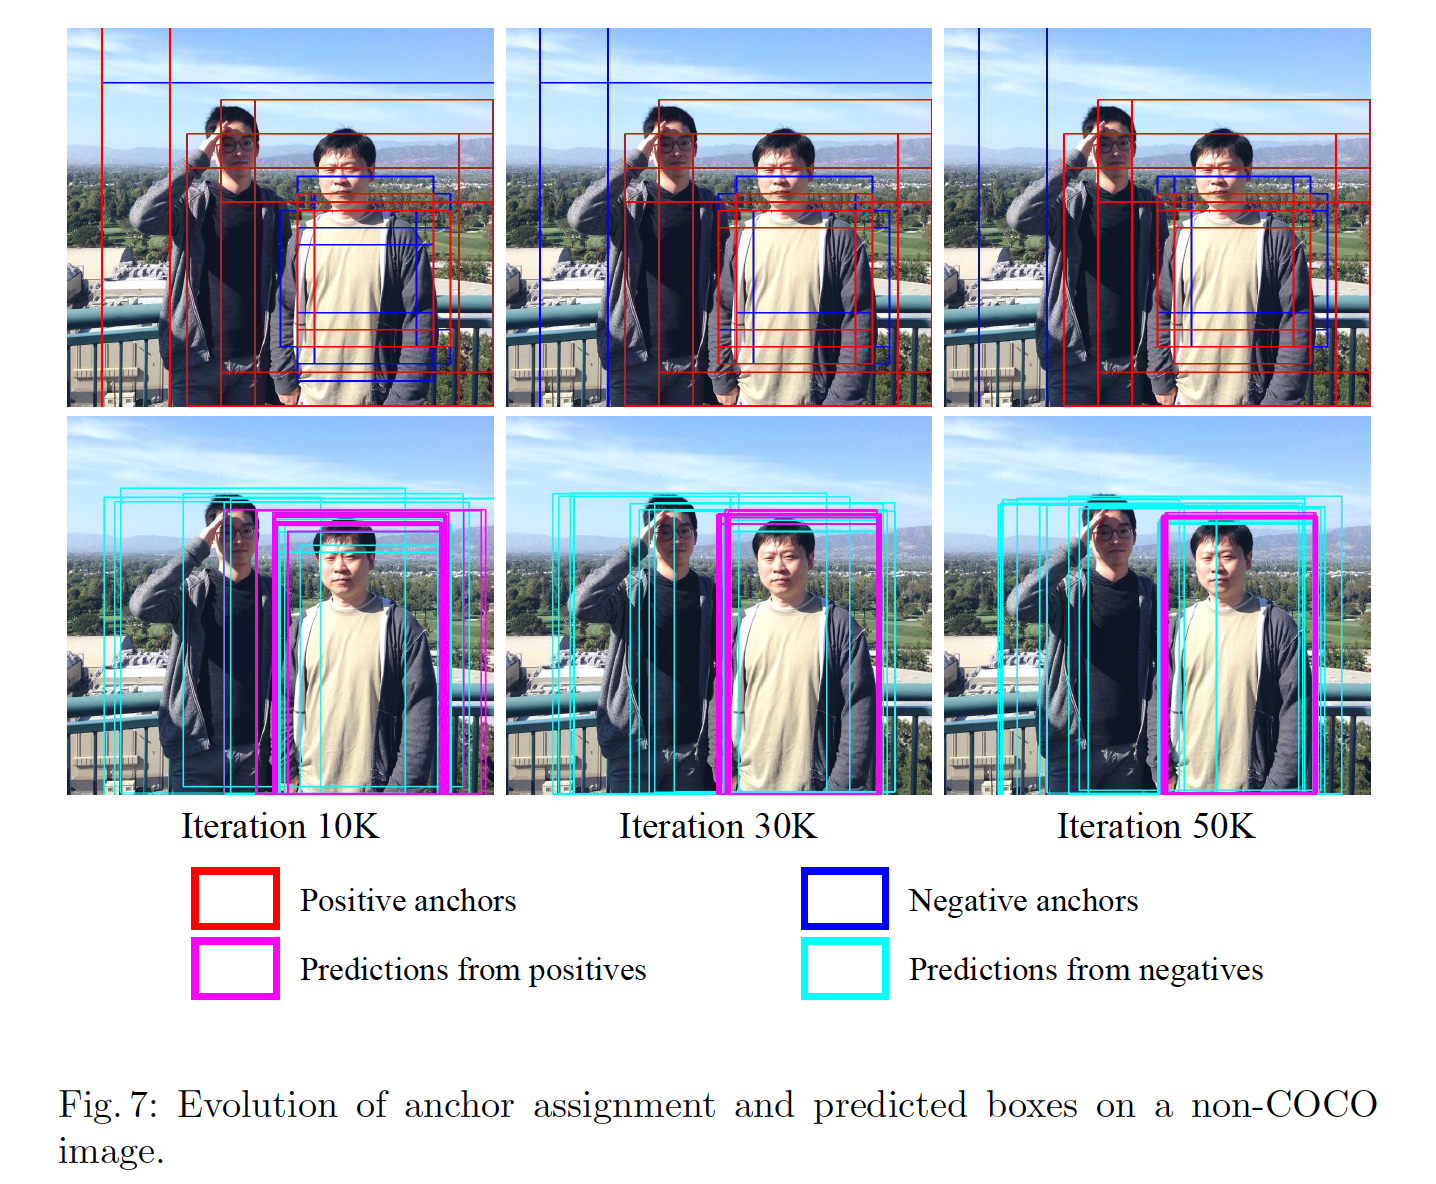 Iteration 10K
Iteration 30K
Iteration 50K
Positive anchors
Negative anchors
Predictions from positives
Predictions from negatives
Fig. 7: Evolution of anchor assignment and predicted boxes on a non-COCO
image.